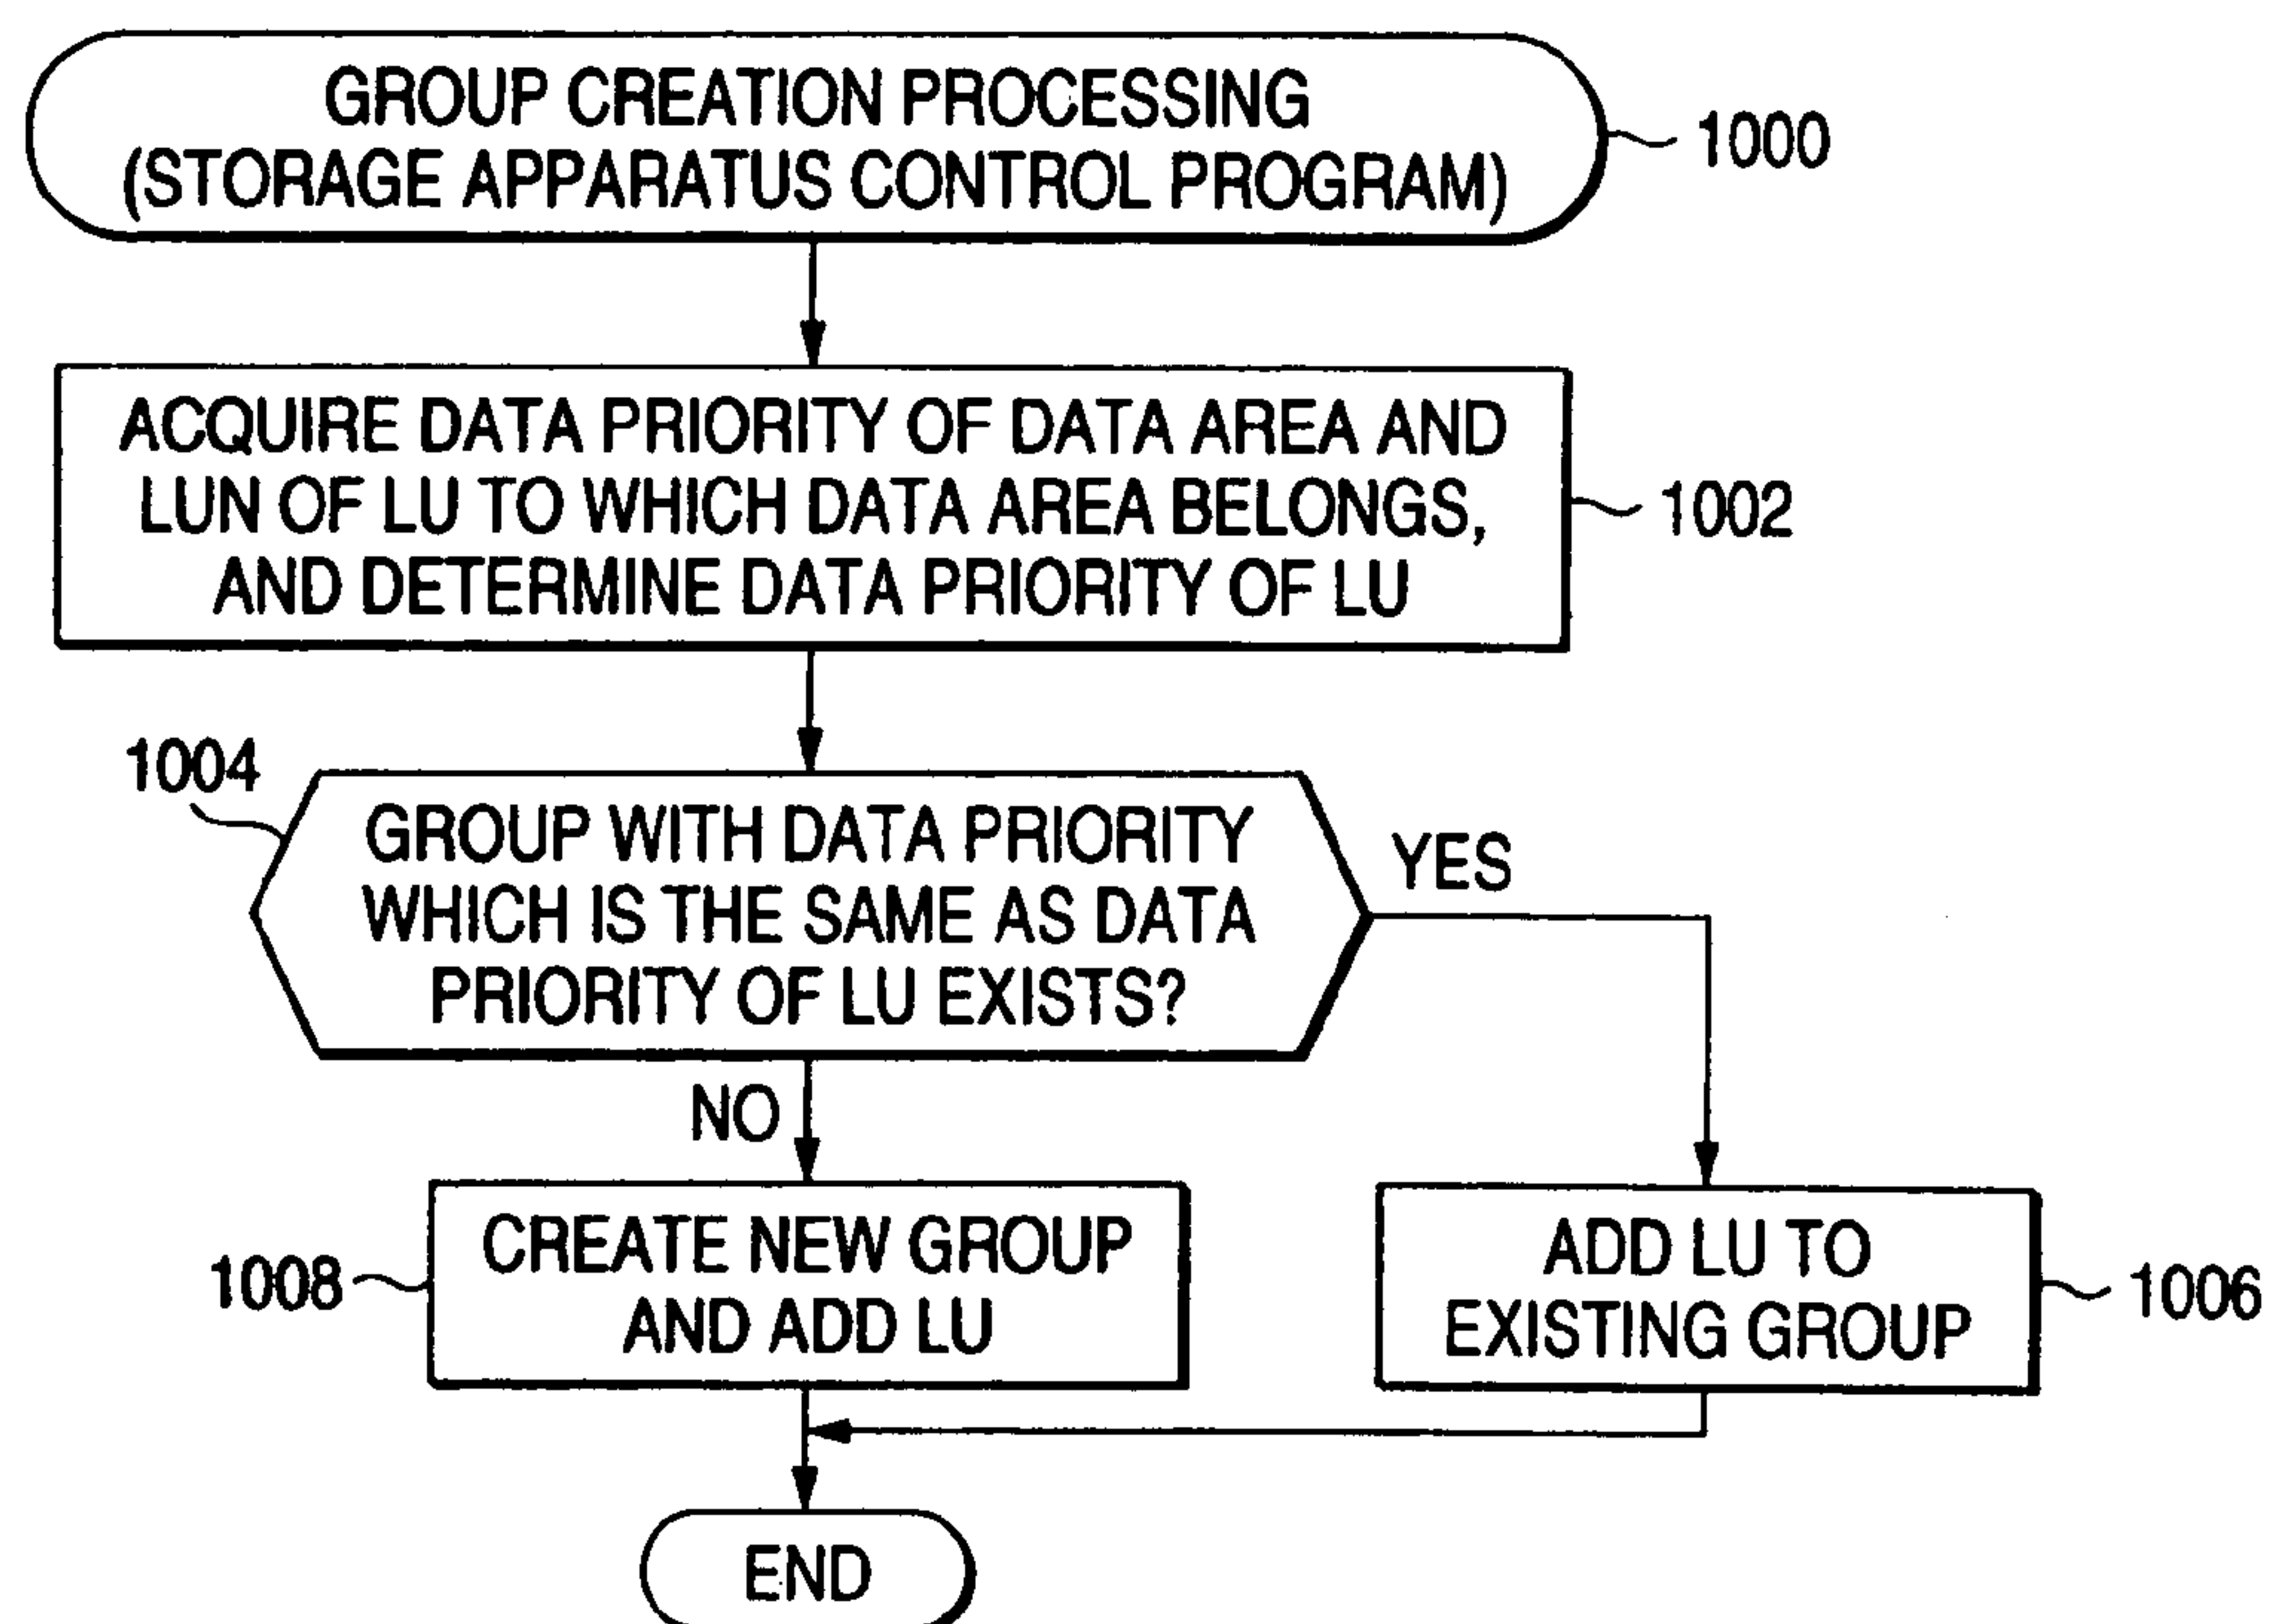 GROUP CREATION PROCESSING
(STORAGE APPARATUS CONTROL PROGRAM)
1000
ACQUIRE DATA PRIORITY OF DATA AREA AND
LUN OF LU TO WHICH DATA AREA BELONGS,
AND DETERMINE DATA PRIORITY OF LU
1002
1004
GROUP WITH DATA PRIORITY
WHICH IS THE SAME AS DATA
PRIORITY OF LU EXISTS?
YES
NO
CREATE NEW GROUP
AND ADD LU
1008
ADD LU TO
EXISTING GROUP
1006
END